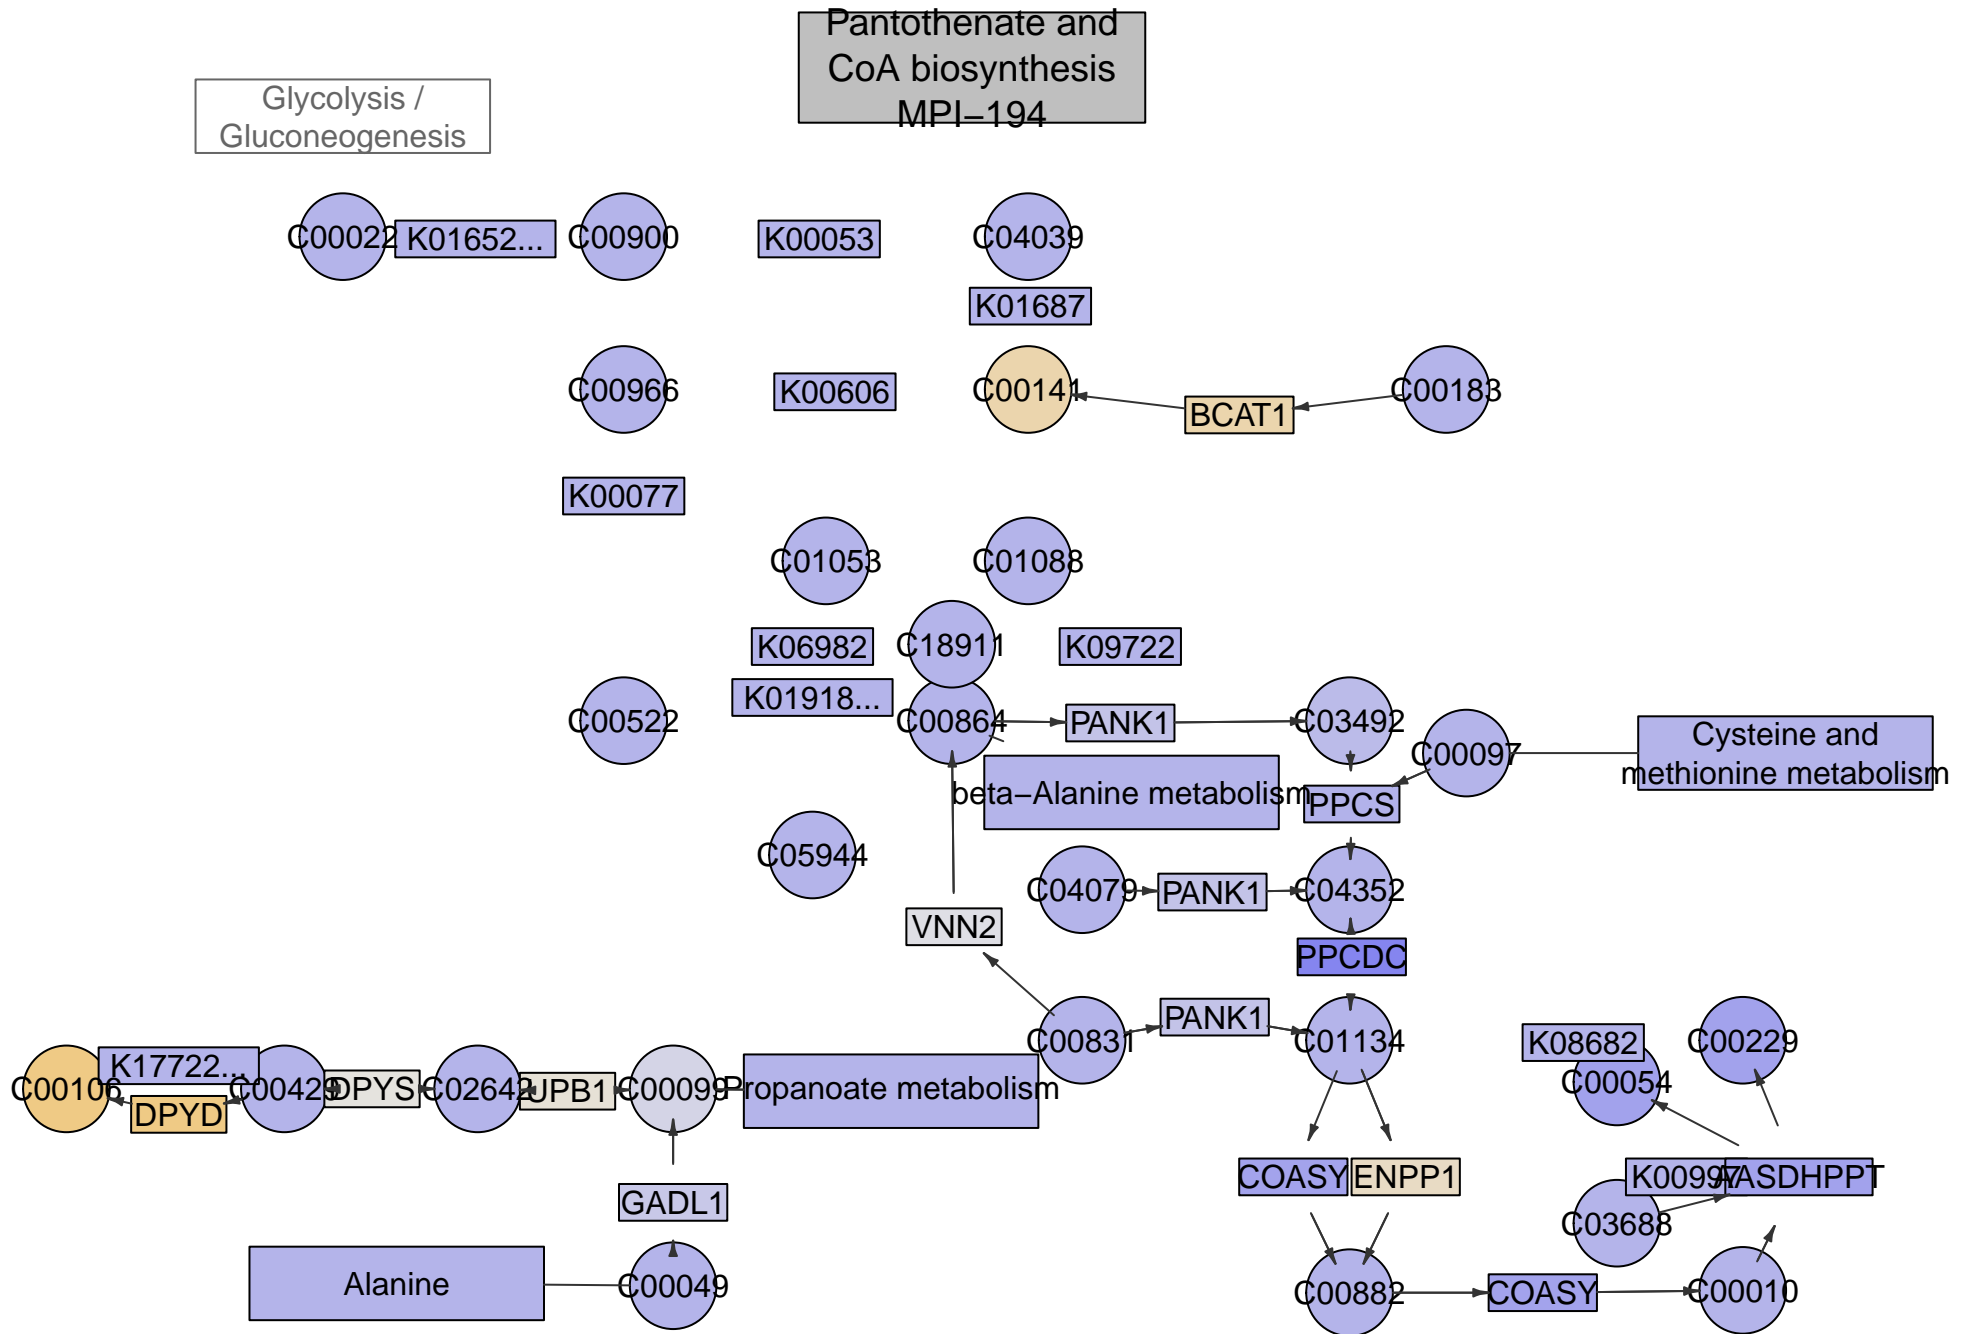 Pantothenate and
CoA biosynthesis
MPI−194
Glycolysis /
Gluconeogenesis
C00022
K01652...
C00900
K00053
C04039
K01687
C00966
K00606
C00141
BCAT1
C00183
K00077
C01053
C01088
K06982
C18911
K09722
K01918...
C00522
C00864
PANK1
C03492
C00097
Cysteine and
methionine metabolism
beta−Alanine metabolism
PPCS
C05944
C04079
PANK1
C04352
VNN2
PPCDC
C00831
PANK1
C01134
K08682
C00229
C00054
C00106
K17722...
C00429
DPYD
DPYS
C02642
UPB1
C00099
Propanoate metabolism
COASY
ENPP1
K00997
AASDHPPT
GADL1
C03688
Alanine
C00049
C00882
COASY
C00010